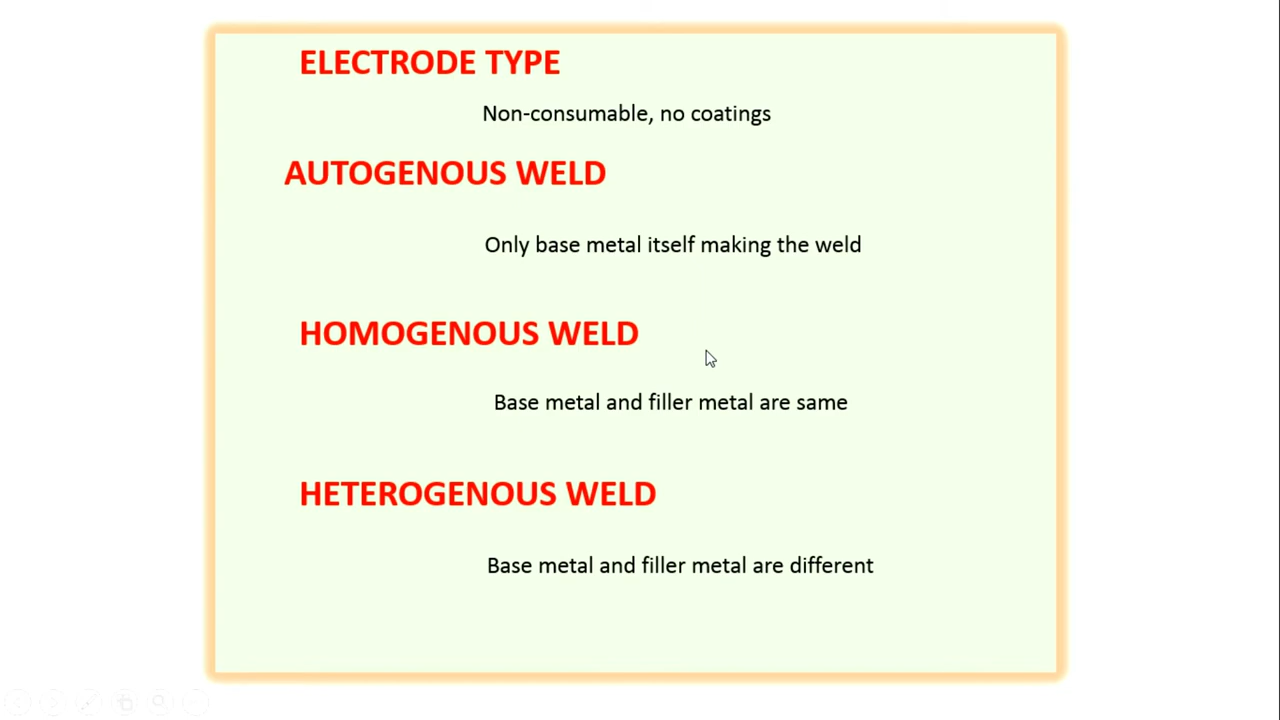 ELECTRODE TYPE
Non-consumable, no coatings
AUTOGENOUS WELD
Only base metal itself making the weld
HOMOGENOUS WELD
Base metal and filler metal are same
HETEROGENOUS WELD
Base metal and filler metal are different